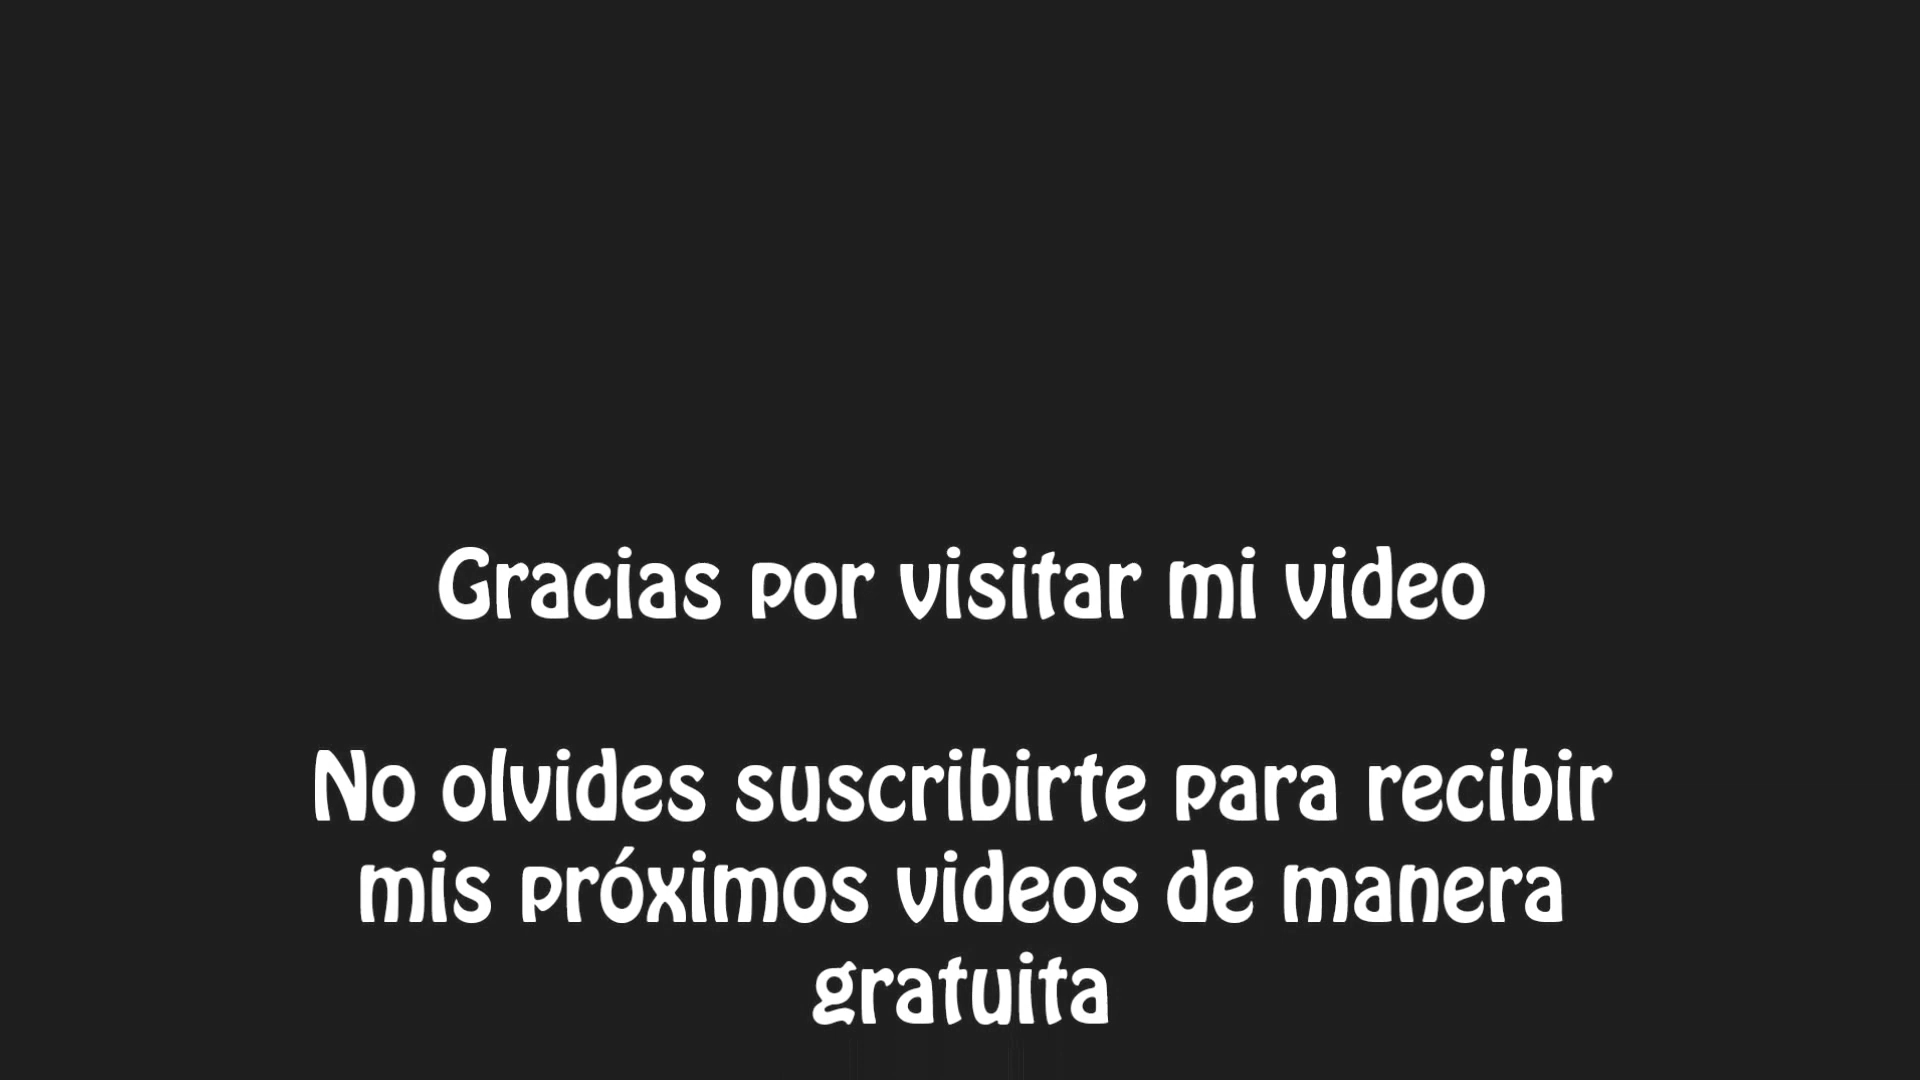 Gracias por visitar mi video
No olvides suscribirte para recibir
mis próximos videos de manera
gratuita